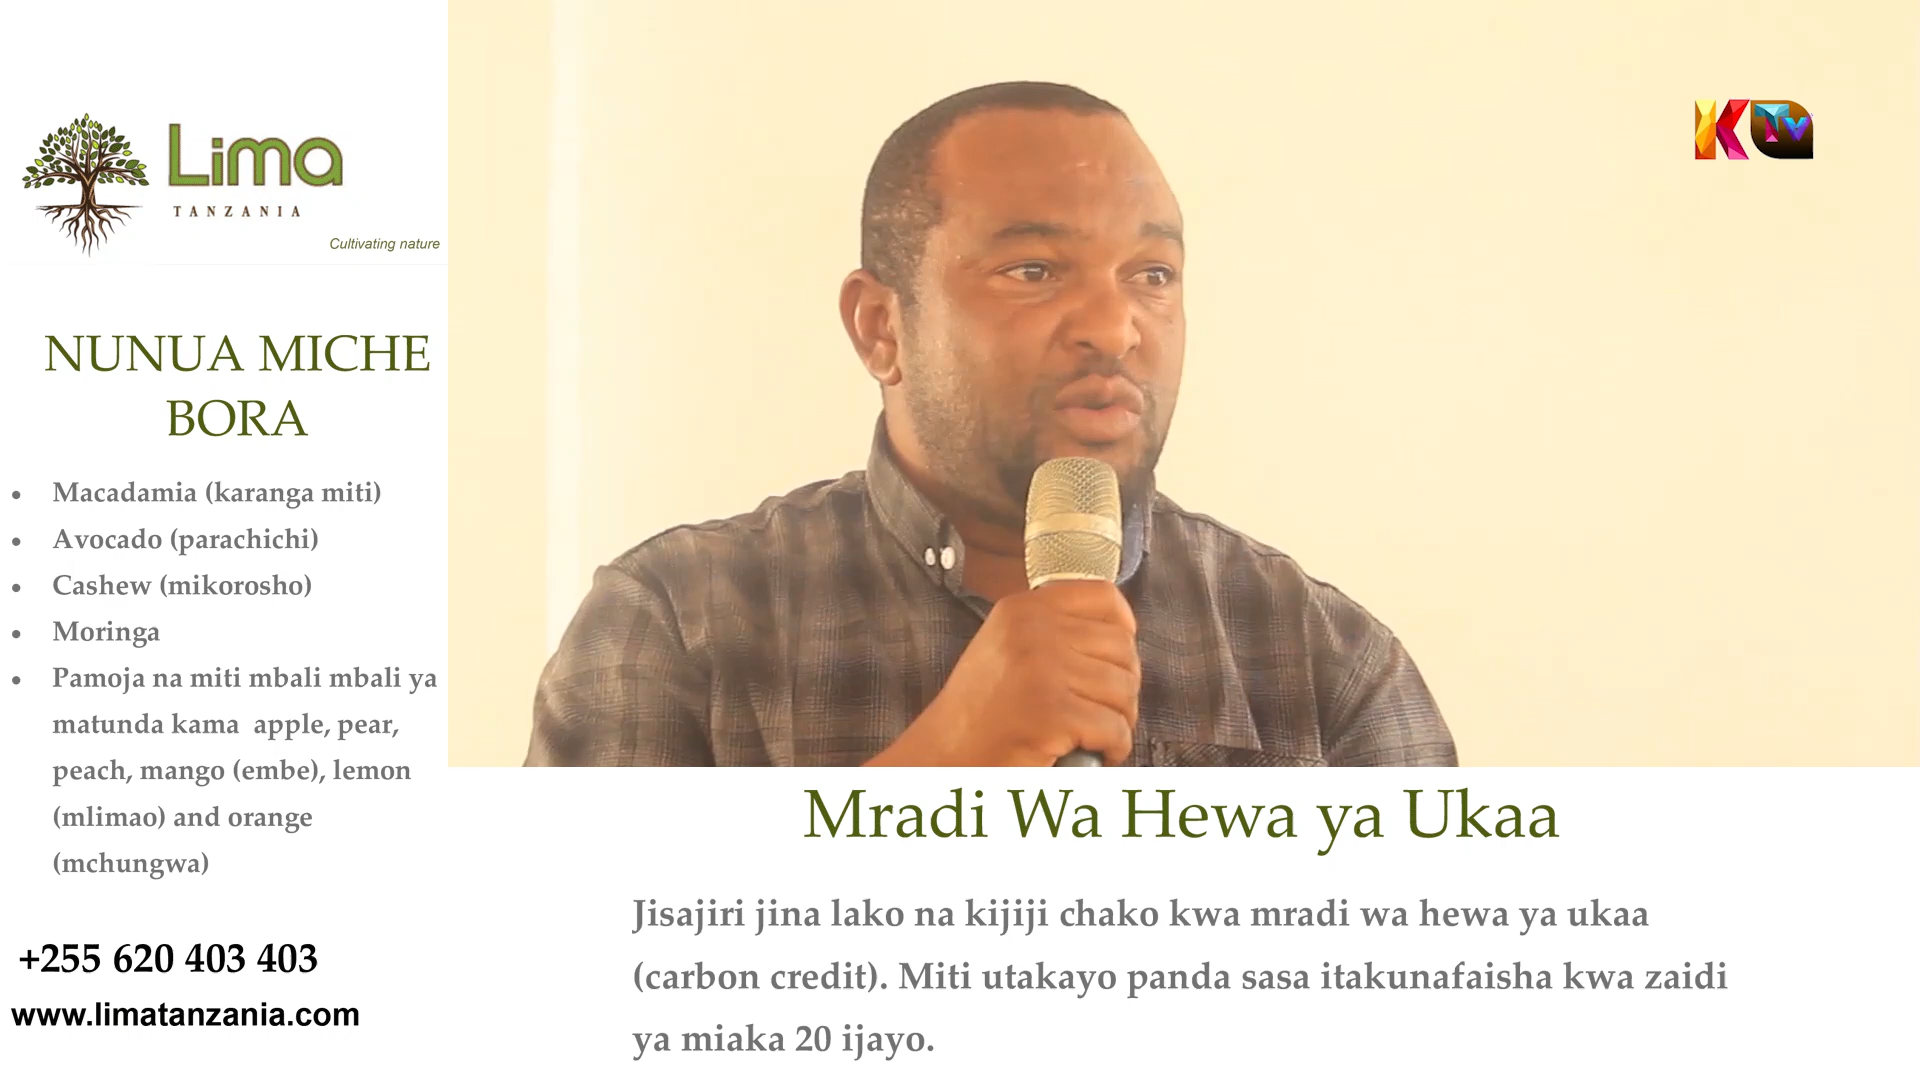 Lima
TANZANIA
Cultivating nature
NUNUA MICHE
BORA
• Macadamia (karanga miti)
• Avocado (parachichi)
• Cashew (mikorosho)
• Moringa
• Pamoja na miti mbali mbali ya
matunda kama apple, pear,
peach, mango (embe), lemon
(mlimao) and orange
(mchungwa)
+255 620 403 403
www.limatanzania.com
KTv
Mradi Wa Hewa ya Ukaa
Jisajiri jina lako na kijiji chako kwa mradi wa hewa ya ukaa
(carbon credit). Miti utakayo panda sasa itakunafaisha kwa zaidi
ya miaka 20 ijayo.